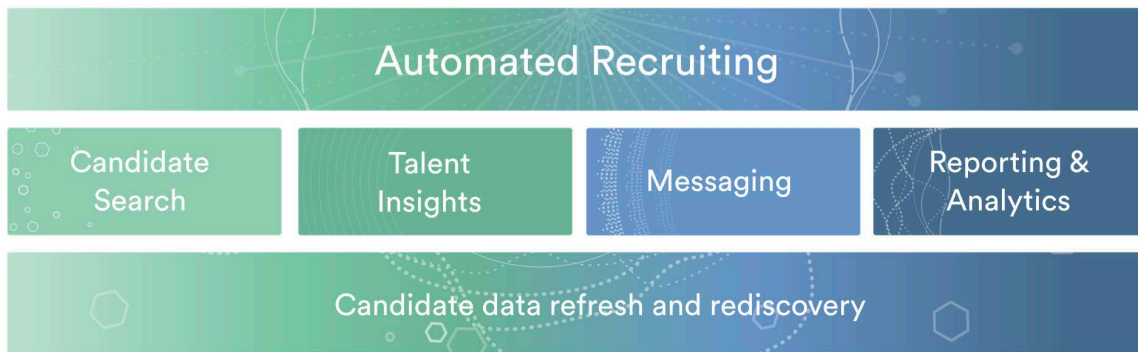 Automated Recruiting
Candidate
Search
Talent
Insights
Messaging
Reporting &
Analytics
Candidate data refresh and rediscovery